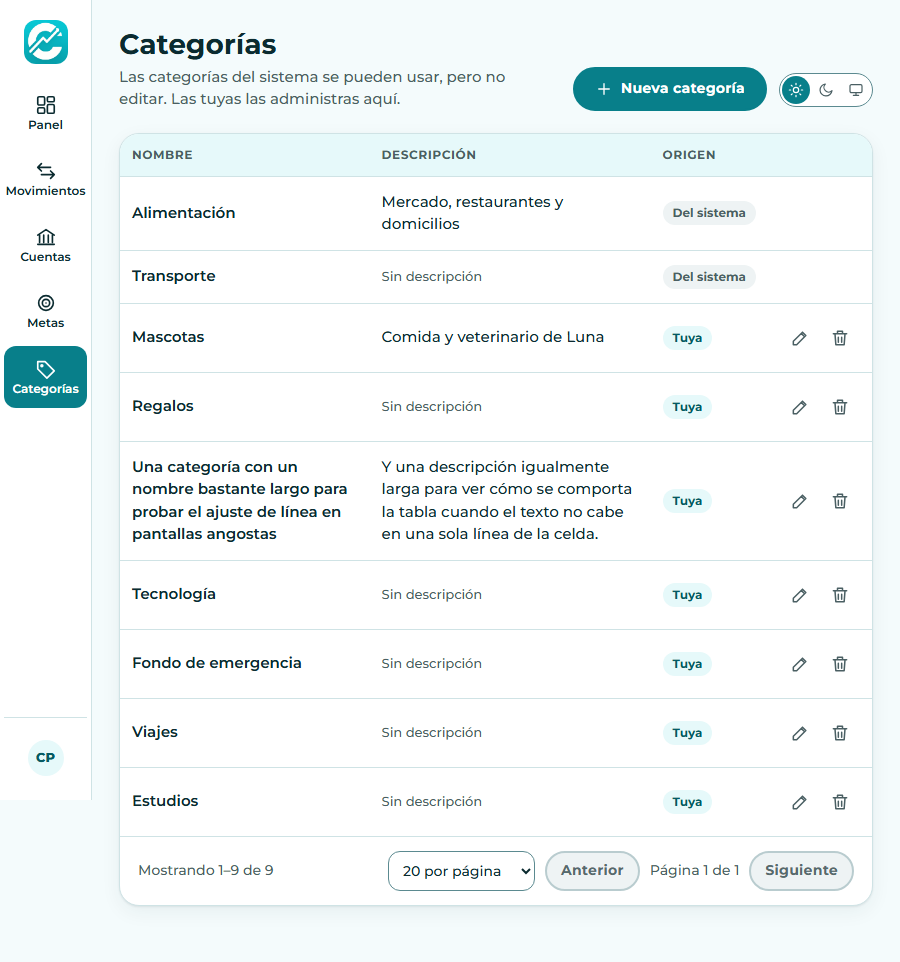 Categorías
Las categorías del sistema se pueden usar, pero no
editar. Las tuyas las administras aquí.
Nueva categoría
Panel
Movimientos
Cuentas
Metas
Categorías
CP
NOMBRE DESCRIPCIÓN ORIGEN
Alimentación
Mercado, restaurantes y
domicilios
Del sistema
Transporte Sin descripción Del sistema
Mascotas Comida y veterinario de Luna Tuya
Regalos Sin descripción Tuya
Una categoría con un
nombre bastante largo para
probar el ajuste de línea en
pantallas angostas
Y una descripción igualmente
larga para ver cómo se comporta
la tabla cuando el texto no cabe
en una sola línea de la celda.
Tuya
Tecnología Sin descripción Tuya
Fondo de emergencia Sin descripción Tuya
Viajes Sin descripción Tuya
Estudios Sin descripción Tuya
Mostrando 1–9 de 9 20 por página Anterior Página 1 de 1 Siguiente